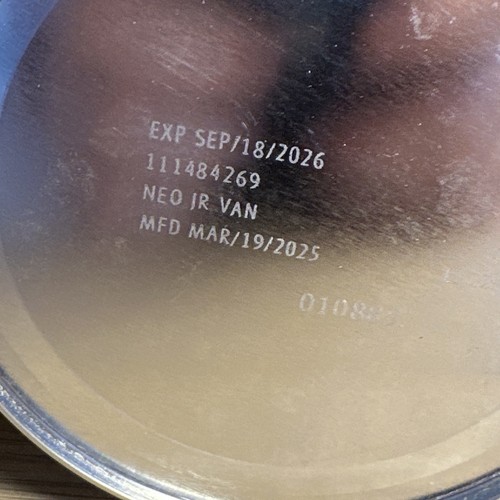 EXP SEP/18/2026
111484269
NEO JR VAN
MFD MAR/19/2025